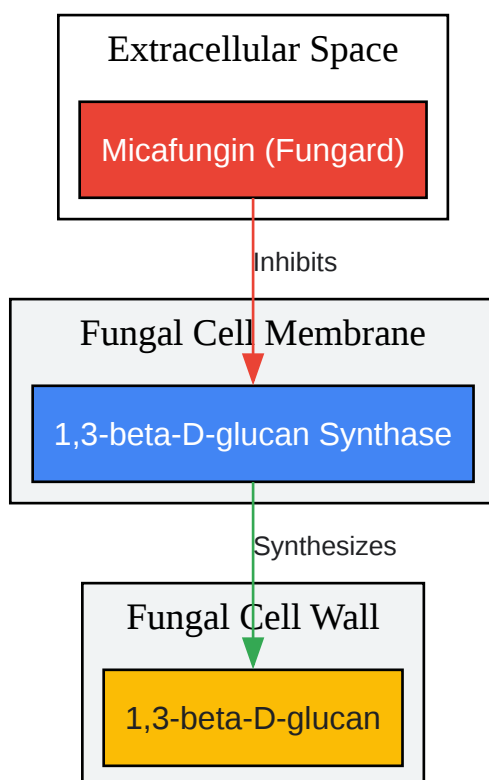 Extracellular Space
Micafungin (Fungard)
Inhibits
Fungal Cell Membrane
1,3-beta-D-glucan Synthase
Synthesizes
Fungal Cell Wall
1,3-beta-D-glucan